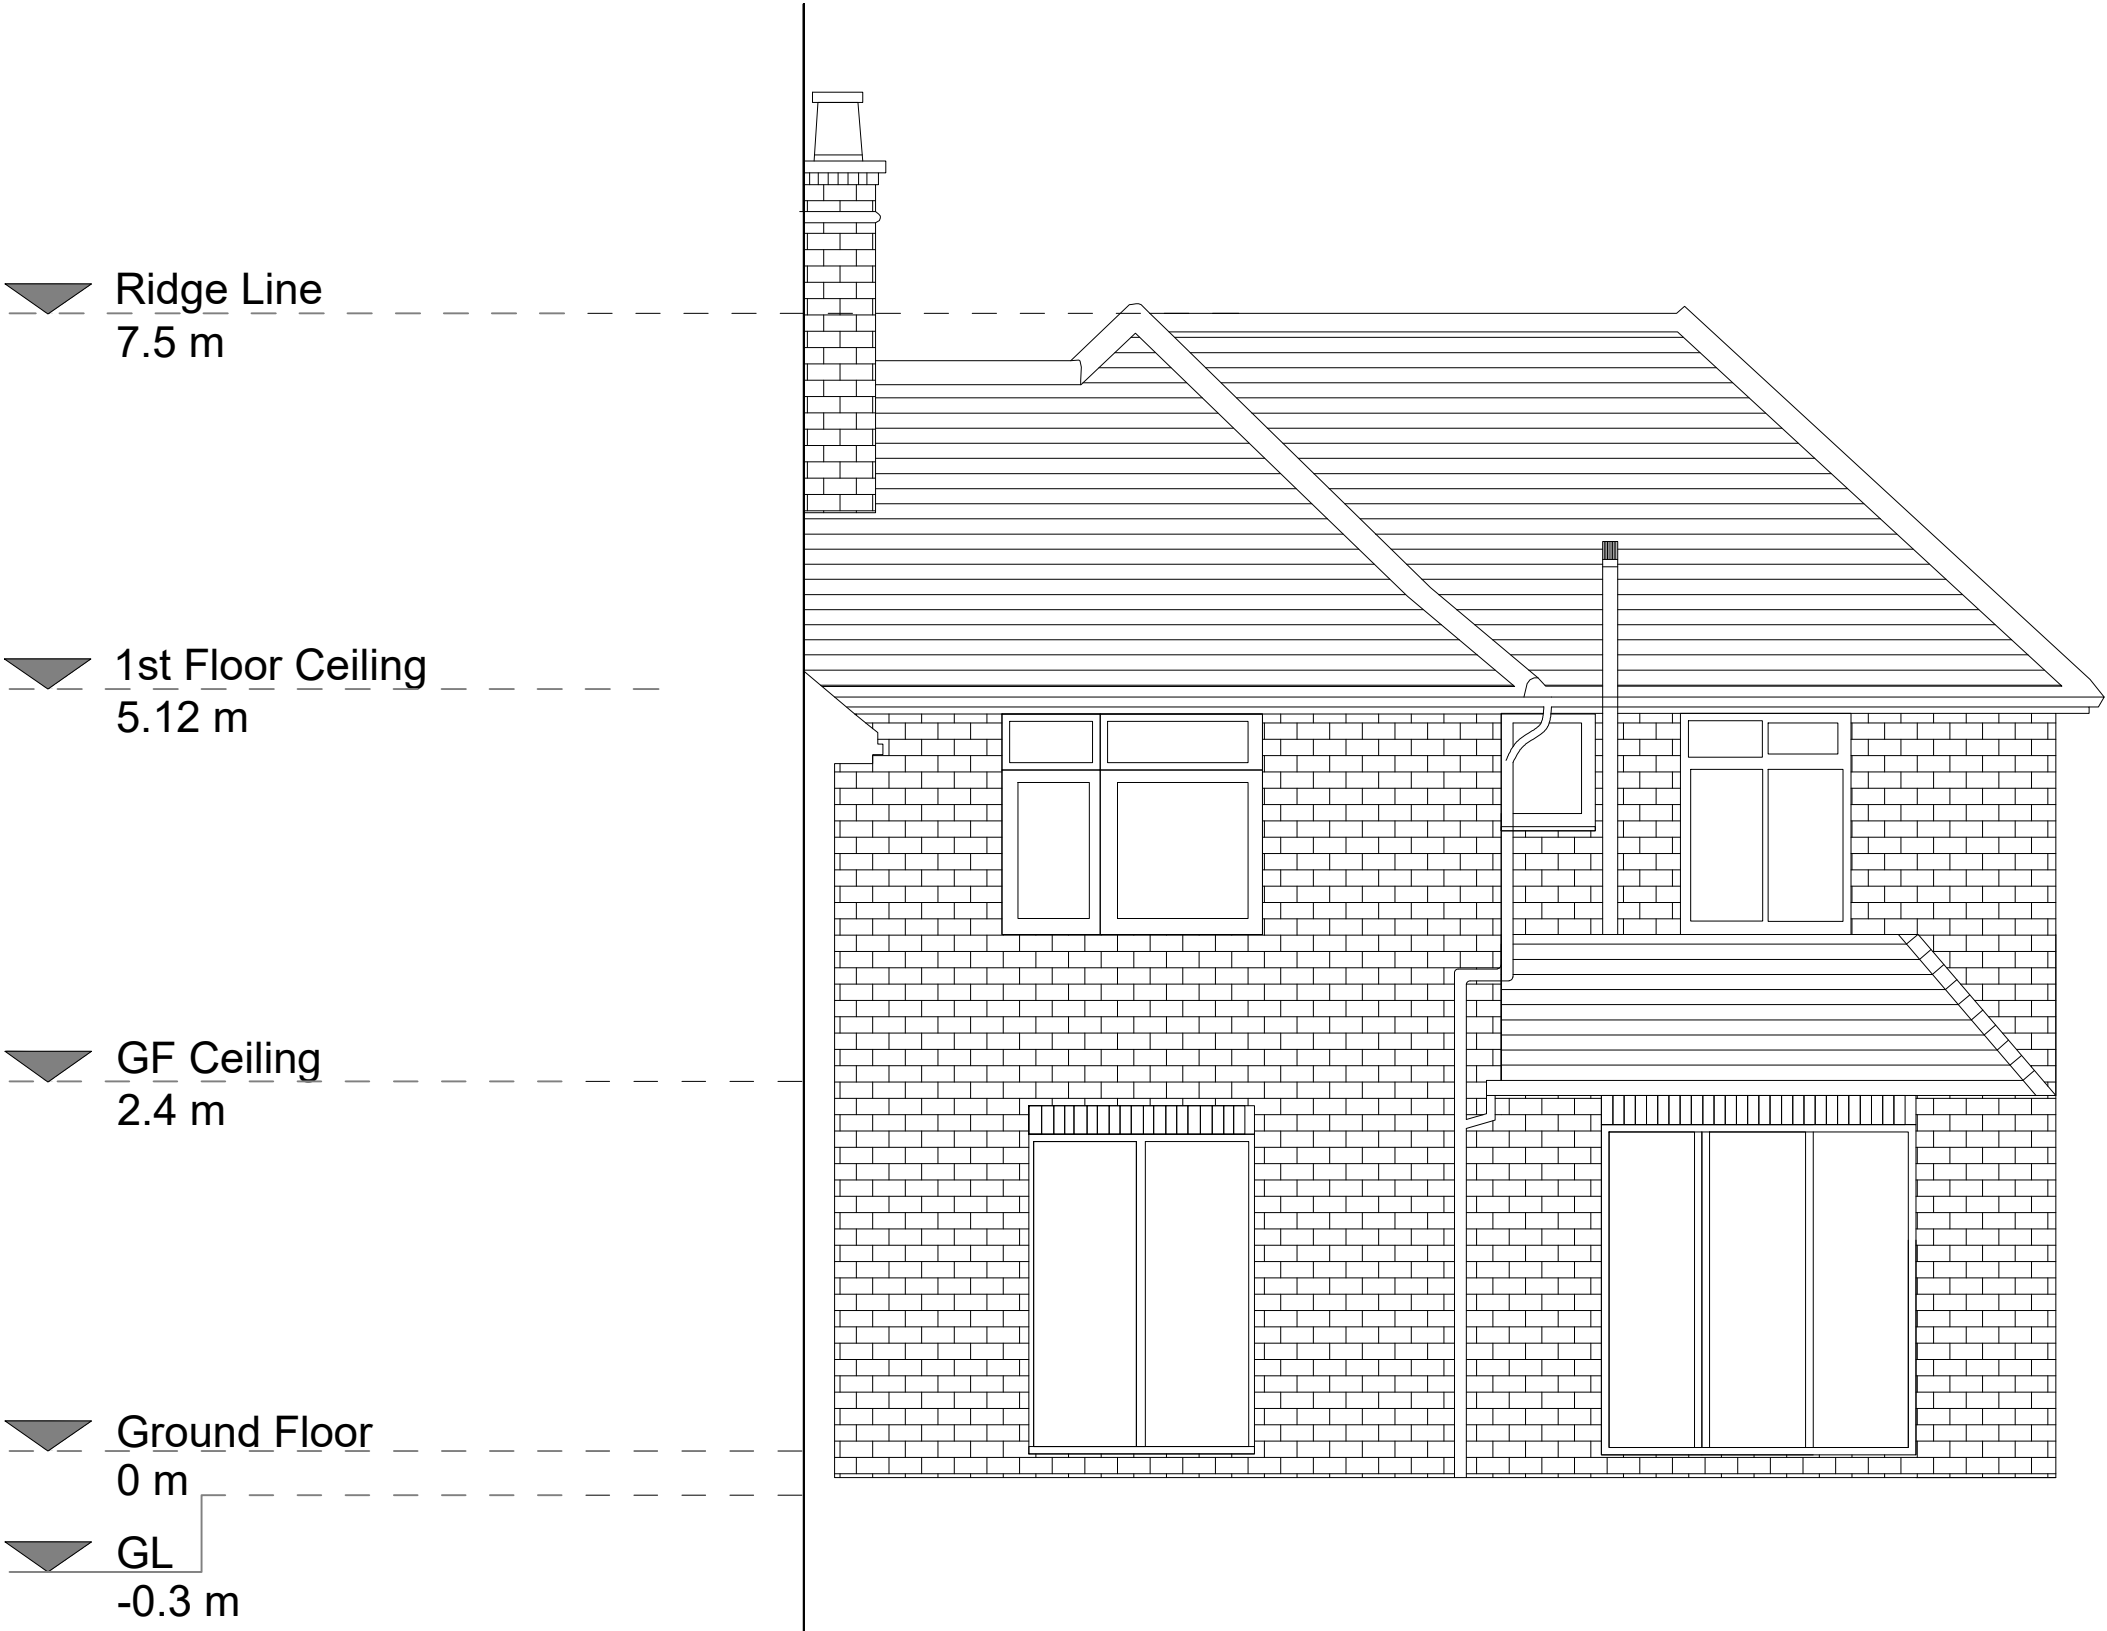 Ridge Line
7.5 m
1st Floor Ceiling
5.12 m
GF Ceiling
2.4 m
Ground Floor
0 m
GL
-0.3 m